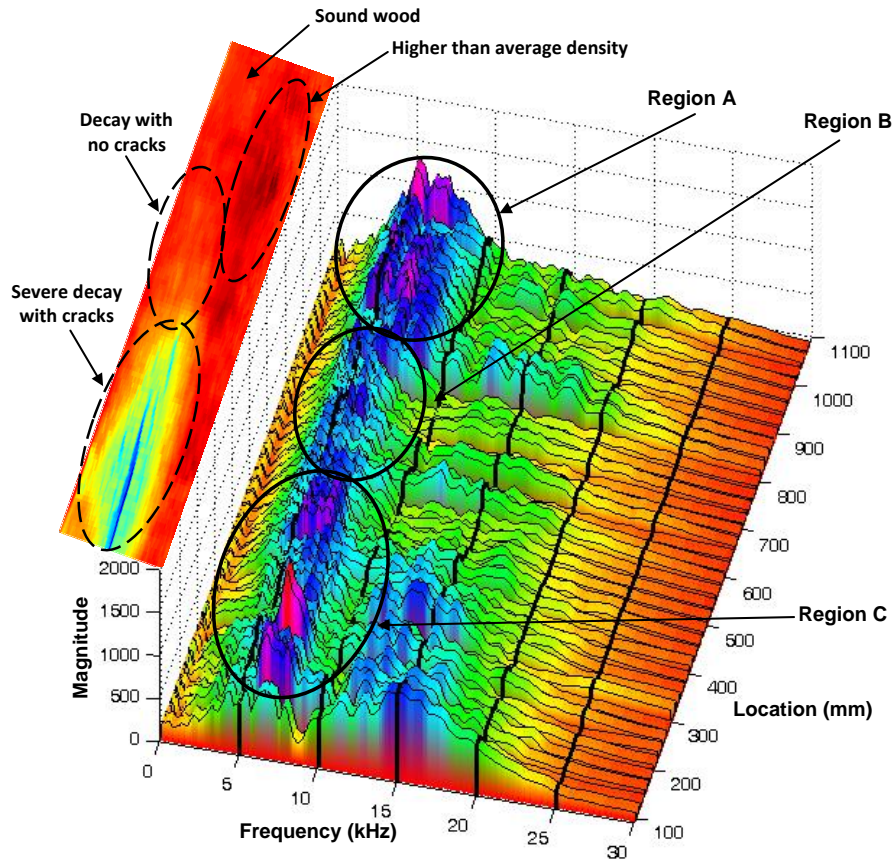 Sound wood
Higher than average density
Region A
Decay with
no cracks
Region B
Severe decay
with cracks
1100
1000
900
800
700
600
500
400
300
200
100
2000
1500
1000
500
0
Magnitude
Region C
Location (mm)
0
5
10
15
20
25
30
Frequency (kHz)